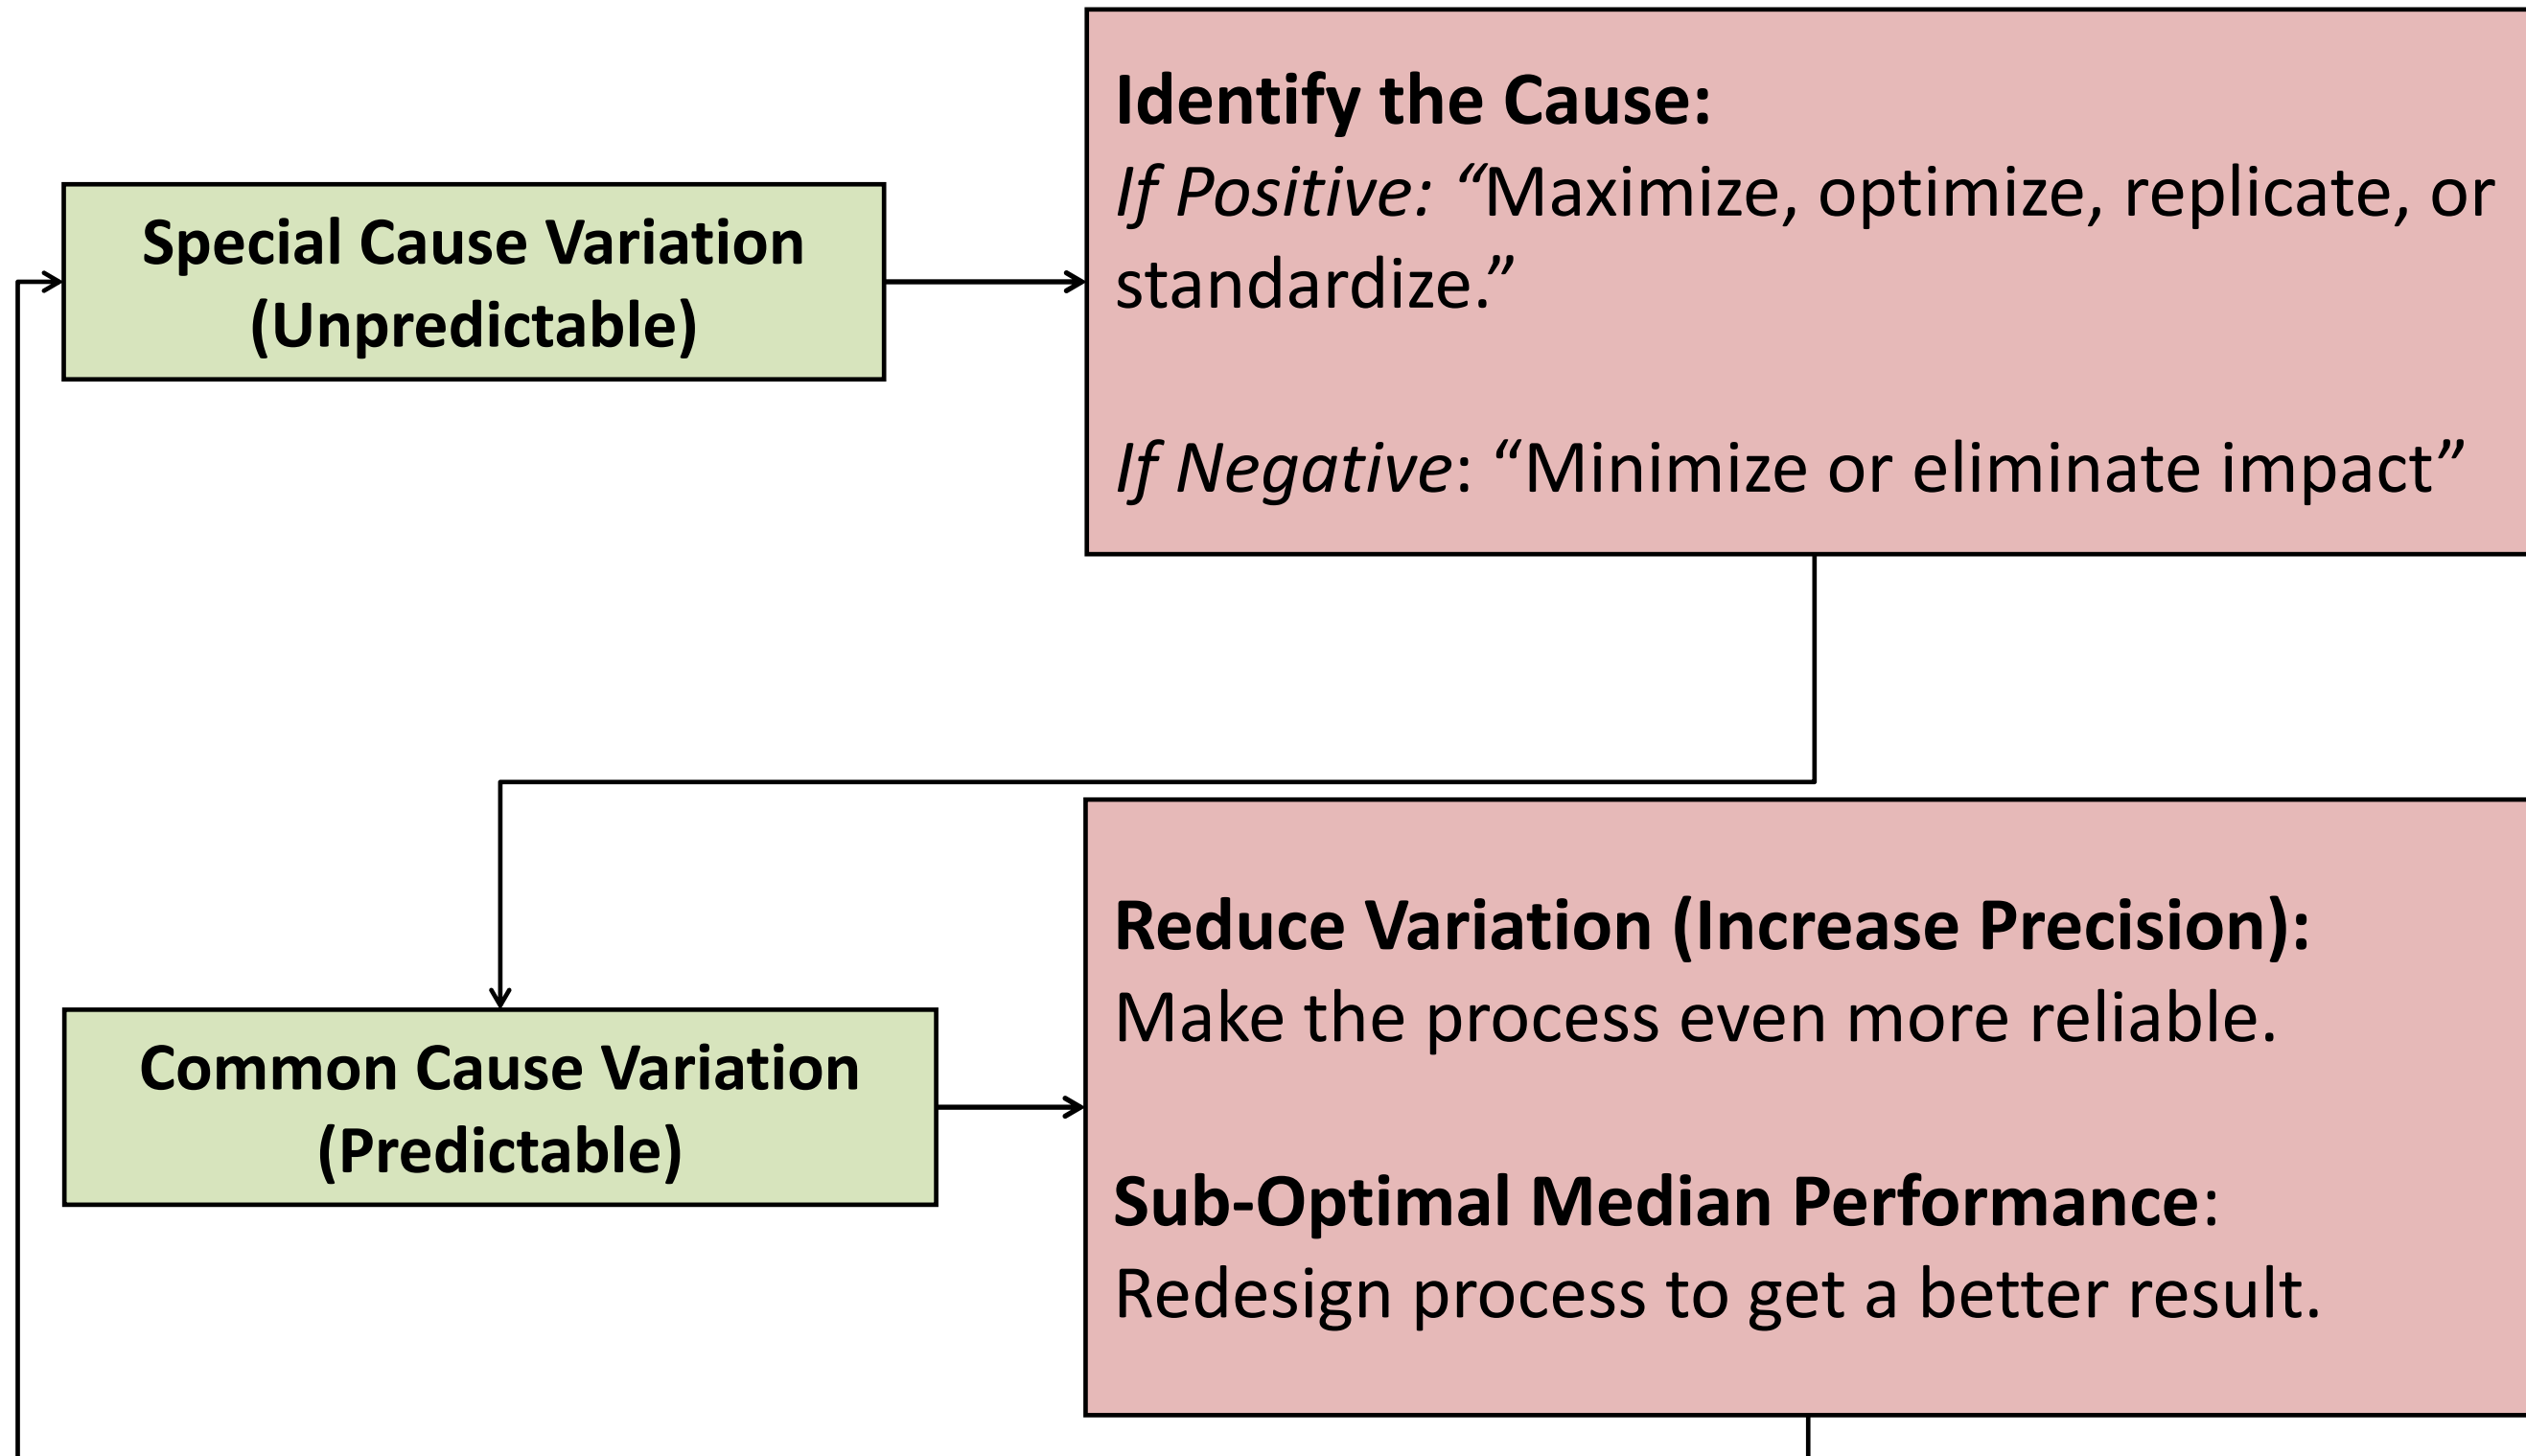 Identify the Cause:
If Positive: “Maximize, optimize, replicate, or
standardize.”
If Negative: “Minimize or eliminate impact”
Special Cause Variation
(Unpredictable)
Reduce Variation (Increase Precision):
Make the process even more reliable.
Sub-Optimal Median Performance:
Redesign process to get a better result.
Common Cause Variation
(Predictable)